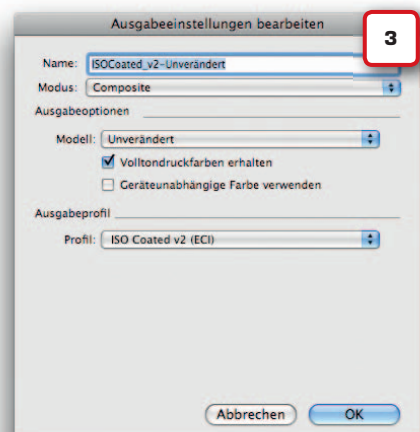 Ausgabeeinstellungen bearbeiten
3
Name: ISOCoated_v2-Unverändert
Modus: Composite
Ausgabeoptionen
Modell: Unverändert
Volltondruckfarben erhalten
Geräteunabhängige Farbe verwenden
Ausgabeprofil
Profil: ISO Coated v2 (ECI)
Abbrechen OK